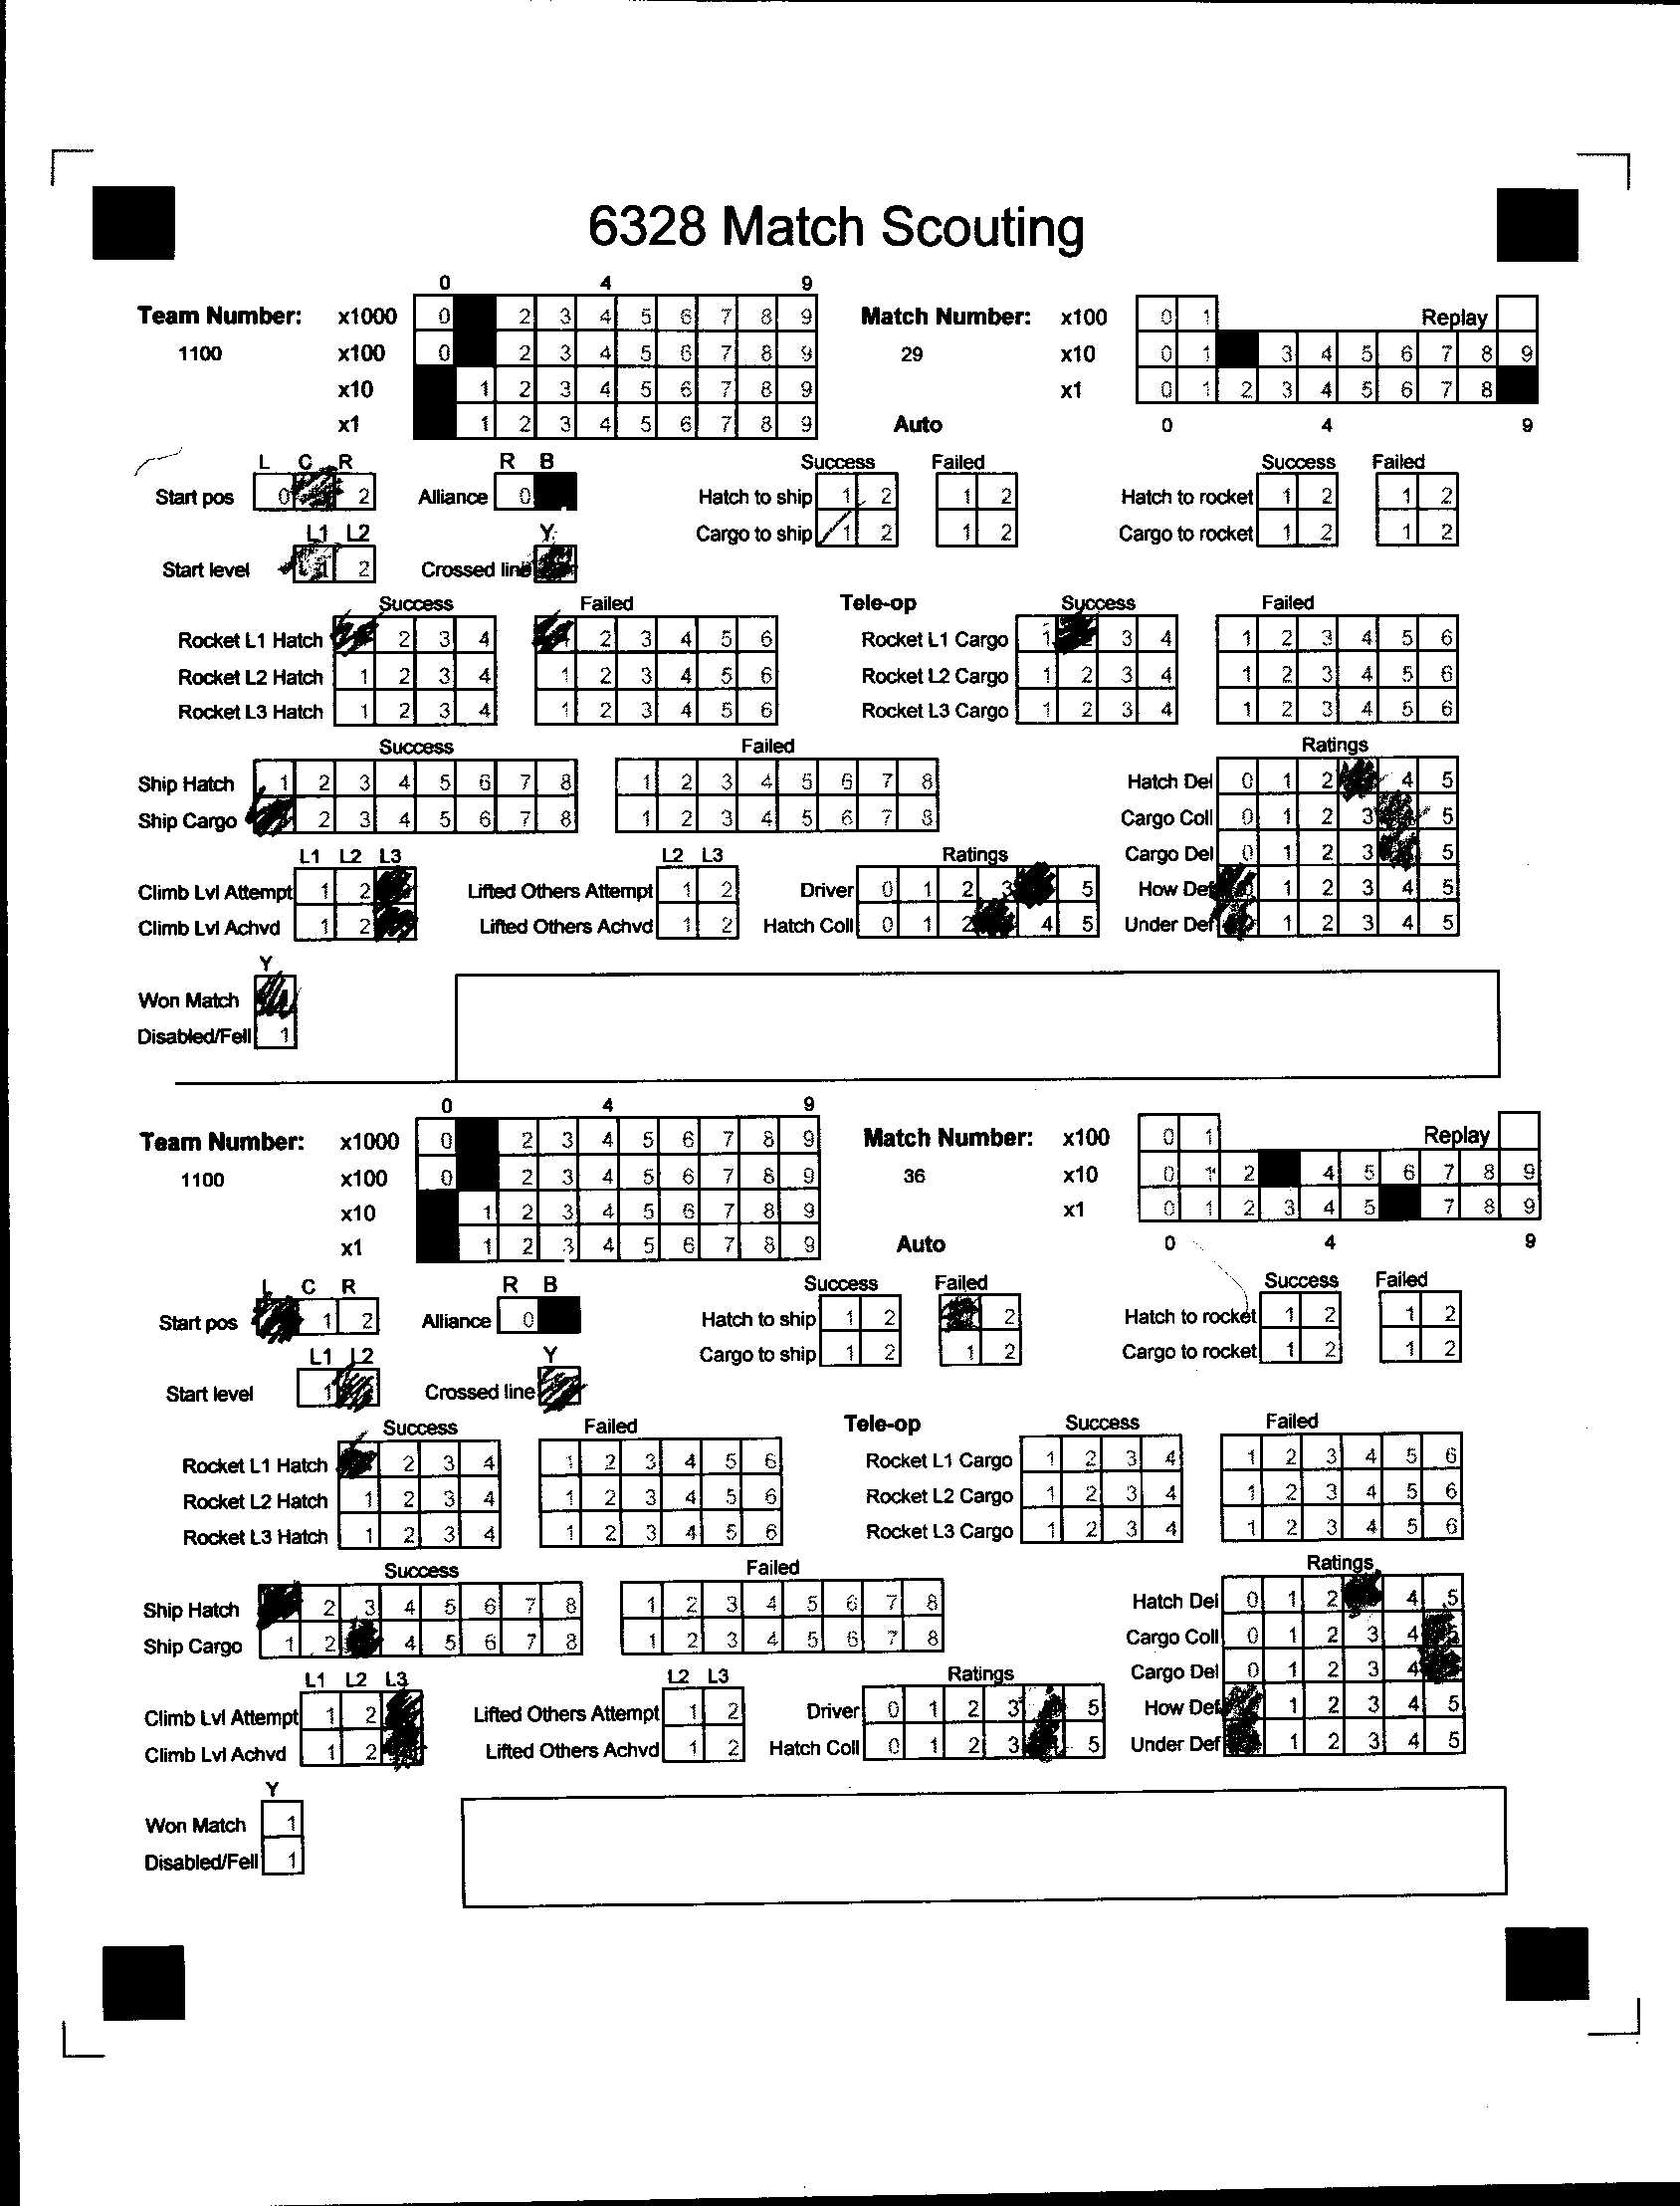 6328 Match Scouting
0 4 9
Team Number: x1000 0 2 3 4 5 6 7 8 9 Match Number: x100 0 1 Replay
1100 x100 0 2 3 4 5 6 7 8 9 29 x10 0 1 3 4 5 6 7 8 9
x10 1 2 3 4 5 6 7 8 9 x1 0 1 2 3 4 5 6 7 8
x1 1 2 3 4 5 6 7 8 9 Auto 0 4 9
L C R R B Success Failed Success Failed
Start pos 0 2 Alliance 0 Hatch to ship 1 2 1 2 Hatch to rocket 1 2 1 2
L1 L2 Y Cargo to ship 1 2 1 2 Cargo to rocket 1 2 1 2
Start level 1 2 Crossed line
Success Failed Tele-op Success Failed
Rocket L1 Hatch 2 3 4 2 3 4 5 6 Rocket L1 Cargo 1 3 4 1 2 3 4 5 6
Rocket L2 Hatch 1 2 3 4 1 2 3 4 5 6 Rocket L2 Cargo 1 2 3 4 1 2 3 4 5 6
Rocket L3 Hatch 1 2 3 4 1 2 3 4 5 6 Rocket L3 Cargo 1 2 3 4 1 2 3 4 5 6
Success Failed Ratings
Ship Hatch 1 2 3 4 5 6 7 8 1 2 3 4 5 6 7 8 Hatch Del 0 1 2 4 5
Ship Cargo 2 3 4 5 6 7 8 1 2 3 4 5 6 7 8 Cargo Coll 0 1 2 3 5
L1 L2 L3 L2 L3 Ratings Cargo Del 0 1 2 3 5
Climb Lvl Attempt 1 2 Lifted Others Attempt 1 2 Driver 0 1 2 3 5 How Def 1 2 3 4 5
Climb Lvl Achvd 1 2 Lifted Others Achvd 1 2 Hatch Coll 0 1 2 4 5 Under Def 1 2 3 4 5
Y
Won Match
Disabled/Fell 1
0 4 9
Team Number: x1000 0 2 3 4 5 6 7 8 9 Match Number: x100 0 1 Replay
1100 x100 0 2 3 4 5 6 7 8 9 36 x10 0 1 2 4 5 6 7 8 9
x10 1 2 3 4 5 6 7 8 9 x1 0 1 2 3 4 5 7 8 9
x1 1 2 3 4 5 6 7 8 9 Auto 0 4 9
L C R R B Success Failed Success Failed
Start pos 1 2 Alliance 0 Hatch to ship 1 2 2 Hatch to rocket 1 2 1 2
L1 L2 Y Cargo to ship 1 2 1 2 Cargo to rocket 1 2 1 2
Start level 1 Crossed line
Success Failed Tele-op Success Failed
Rocket L1 Hatch 2 3 4 1 2 3 4 5 6 Rocket L1 Cargo 1 2 3 4 1 2 3 4 5 6
Rocket L2 Hatch 1 2 3 4 1 2 3 4 5 6 Rocket L2 Cargo 1 2 3 4 1 2 3 4 5 6
Rocket L3 Hatch 1 2 3 4 1 2 3 4 5 6 Rocket L3 Cargo 1 2 3 4 1 2 3 4 5 6
Success Failed Ratings
Ship Hatch 2 3 4 5 6 7 8 1 2 3 4 5 6 7 8 Hatch Del 0 1 2 4 5
Ship Cargo 1 2 4 5 6 7 8 1 2 3 4 5 6 7 8 Cargo Coll 0 1 2 3 4
L1 L2 L3 L2 L3 Ratings Cargo Del 0 1 2 3 4
Climb Lvl Attempt 1 2 Lifted Others Attempt 1 2 Driver 0 1 2 3 5 How Def 1 2 3 4 5
Climb Lvl Achvd 1 2 Lifted Others Achvd 1 2 Hatch Coll 0 1 2 3 5 Under Def 1 2 3 4 5
Y
Won Match 1
Disabled/Fell 1